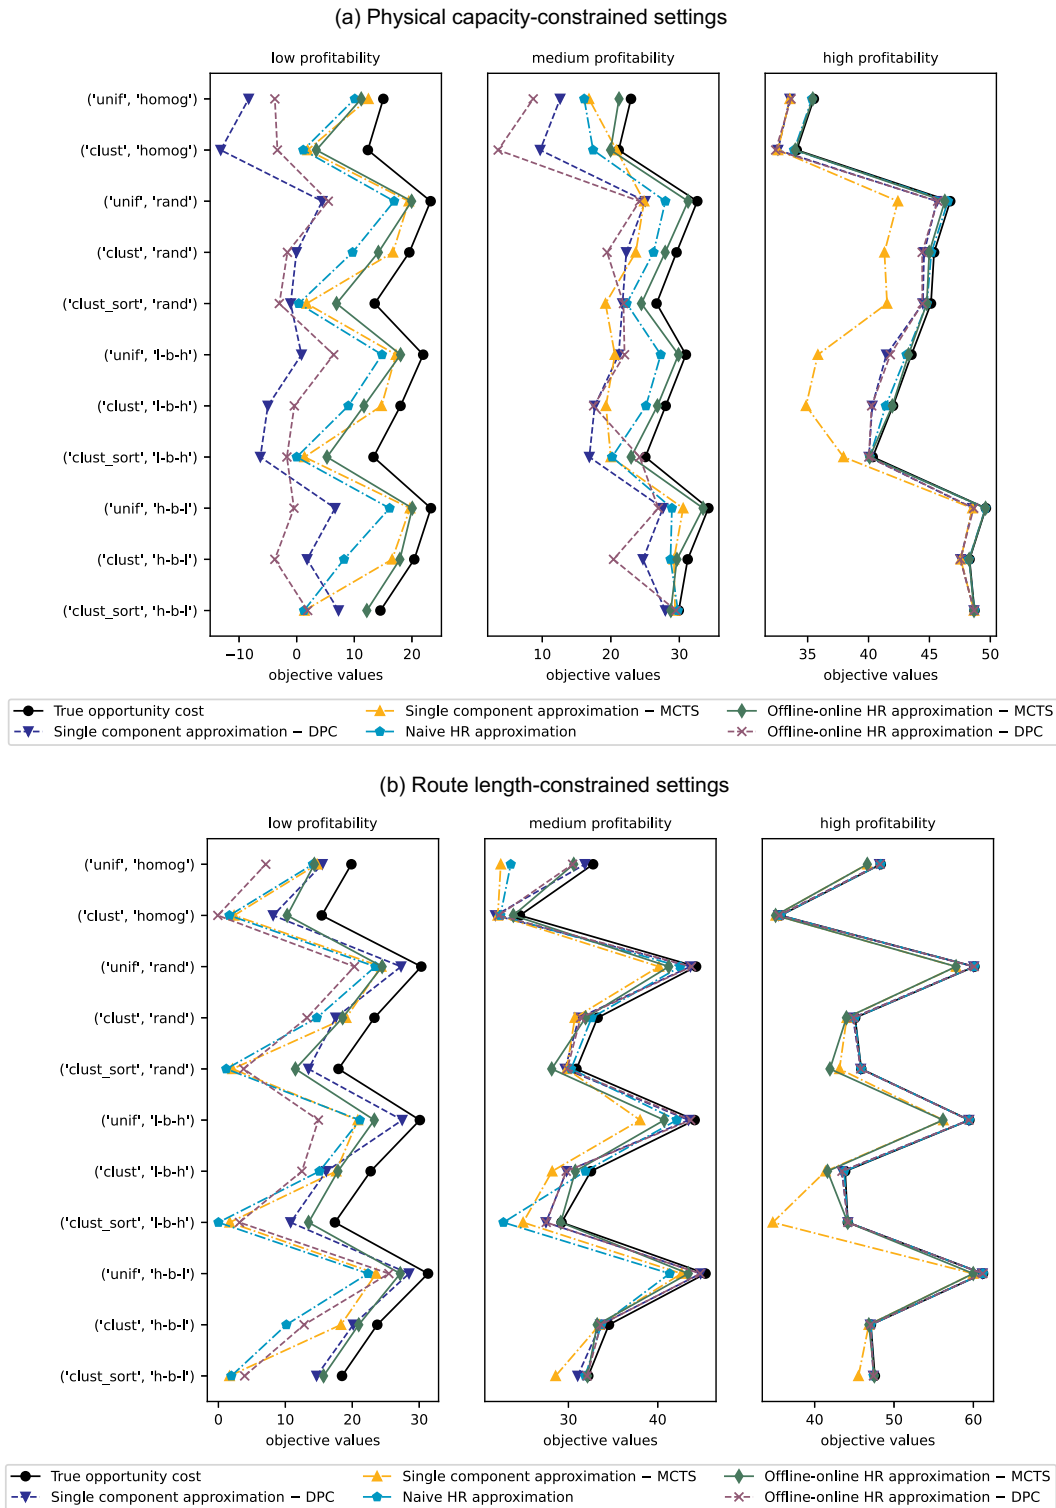 (a) Physical capacity-constrained settings
low profitability
medium profitability
high profitability
('unif', 'homog')
('clust', 'homog')
('unif', 'rand')
('clust', 'rand')
('clust_sort', 'rand')
('unif', 'l-b-h')
('clust', 'l-b-h')
('clust_sort', 'l-b-h')
('unif', 'h-b-l')
('clust', 'h-b-l')
('clust_sort', 'h-b-l')
−10 0 10 20
10 20 30
35 40 45 50
objective values
objective values
objective values
True opportunity cost
Single component approximation − DPC
Single component approximation − MCTS
Naive HR approximation
Offline-online HR approximation − MCTS
Offline-online HR approximation − DPC
(b) Route length-constrained settings
low profitability
medium profitability
high profitability
('unif', 'homog')
('clust', 'homog')
('unif', 'rand')
('clust', 'rand')
('clust_sort', 'rand')
('unif', 'l-b-h')
('clust', 'l-b-h')
('clust_sort', 'l-b-h')
('unif', 'h-b-l')
('clust', 'h-b-l')
('clust_sort', 'h-b-l')
0 10 20 30
30 40
40 50 60
objective values
objective values
objective values
True opportunity cost
Single component approximation − DPC
Single component approximation − MCTS
Naive HR approximation
Offline-online HR approximation − MCTS
Offline-online HR approximation − DPC